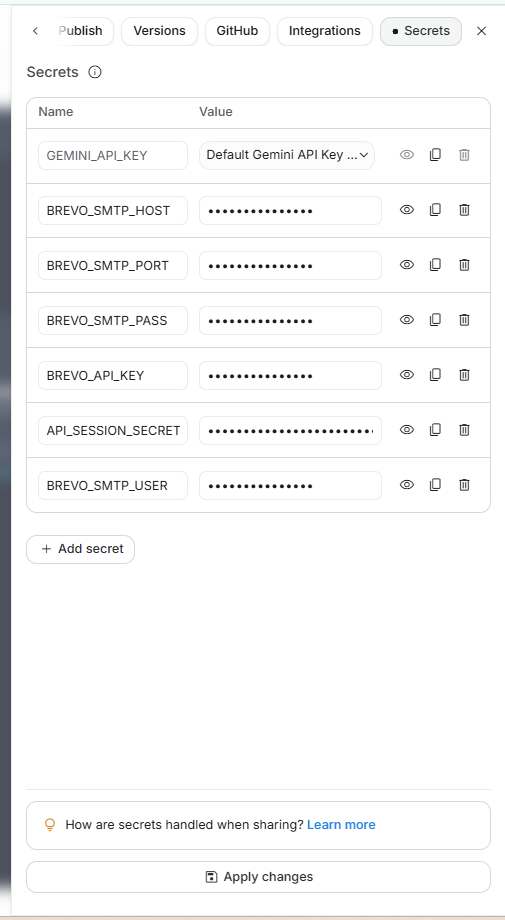 Publish Versions GitHub Integrations Secrets
Secrets
Name Value
GEMINI_API_KEY Default Gemini API Key ...
BREVO_SMTP_HOST •••••••••••••••
BREVO_SMTP_PORT •••••••••••••••
BREVO_SMTP_PASS •••••••••••••••
BREVO_API_KEY •••••••••••••••
API_SESSION_SECRET ••••••••••••••••••••••••
BREVO_SMTP_USER •••••••••••••••
+ Add secret
How are secrets handled when sharing? Learn more
Apply changes